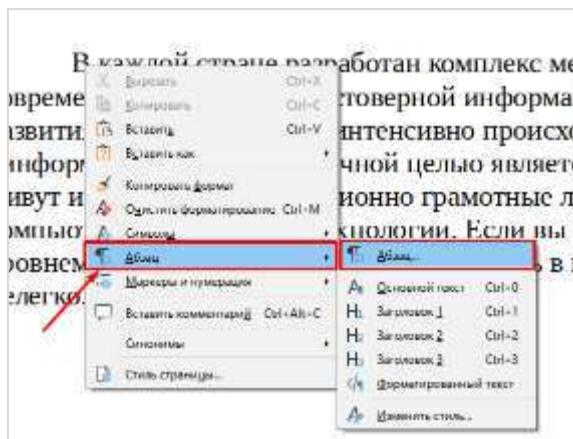 В каждой стране разработан комплекс ме
овреме
товерной информа
азвити
интенсивно происхо
информ
чной целью являет
ивут и
ионно грамотные л
омпьют
хнологии. Если вы
ровнем
ь в
елегко.
Вырезать Ctrl+X
Копировать Ctrl+C
Вставить Ctrl+V
Вставить как
Копировать формат
Очистить форматирование Ctrl+M
Символы
Абзац
Маркеры и нумерация
Вставить комментарий Ctrl+Alt+C
Синонимы
Стиль страницы...
Абзац...
Основной текст Ctrl+0
Заголовок 1 Ctrl+1
Заголовок 2 Ctrl+2
Заголовок 3 Ctrl+3
Форматированный текст
Изменить стиль...